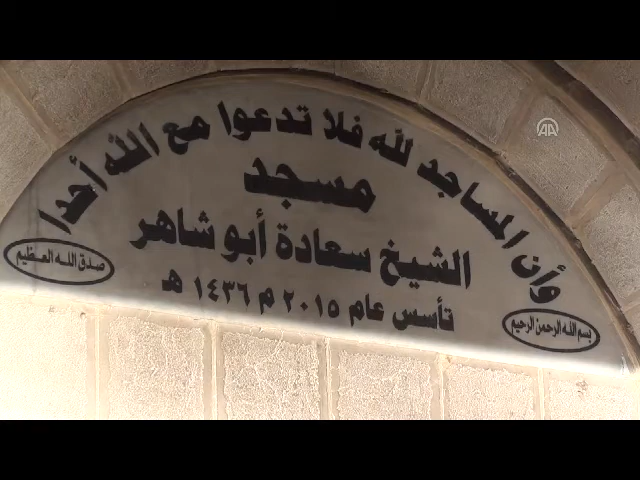 وأن المساجد لله فلا تدعوا مع الله أحدا
مسجد
الشيخ سعادة أبو شاهر
تأسس عام ٢٠١٥ م ١٤٣٦ هـ
بسم الله الرحمن الرحيم
صدق الله العظيم
AA